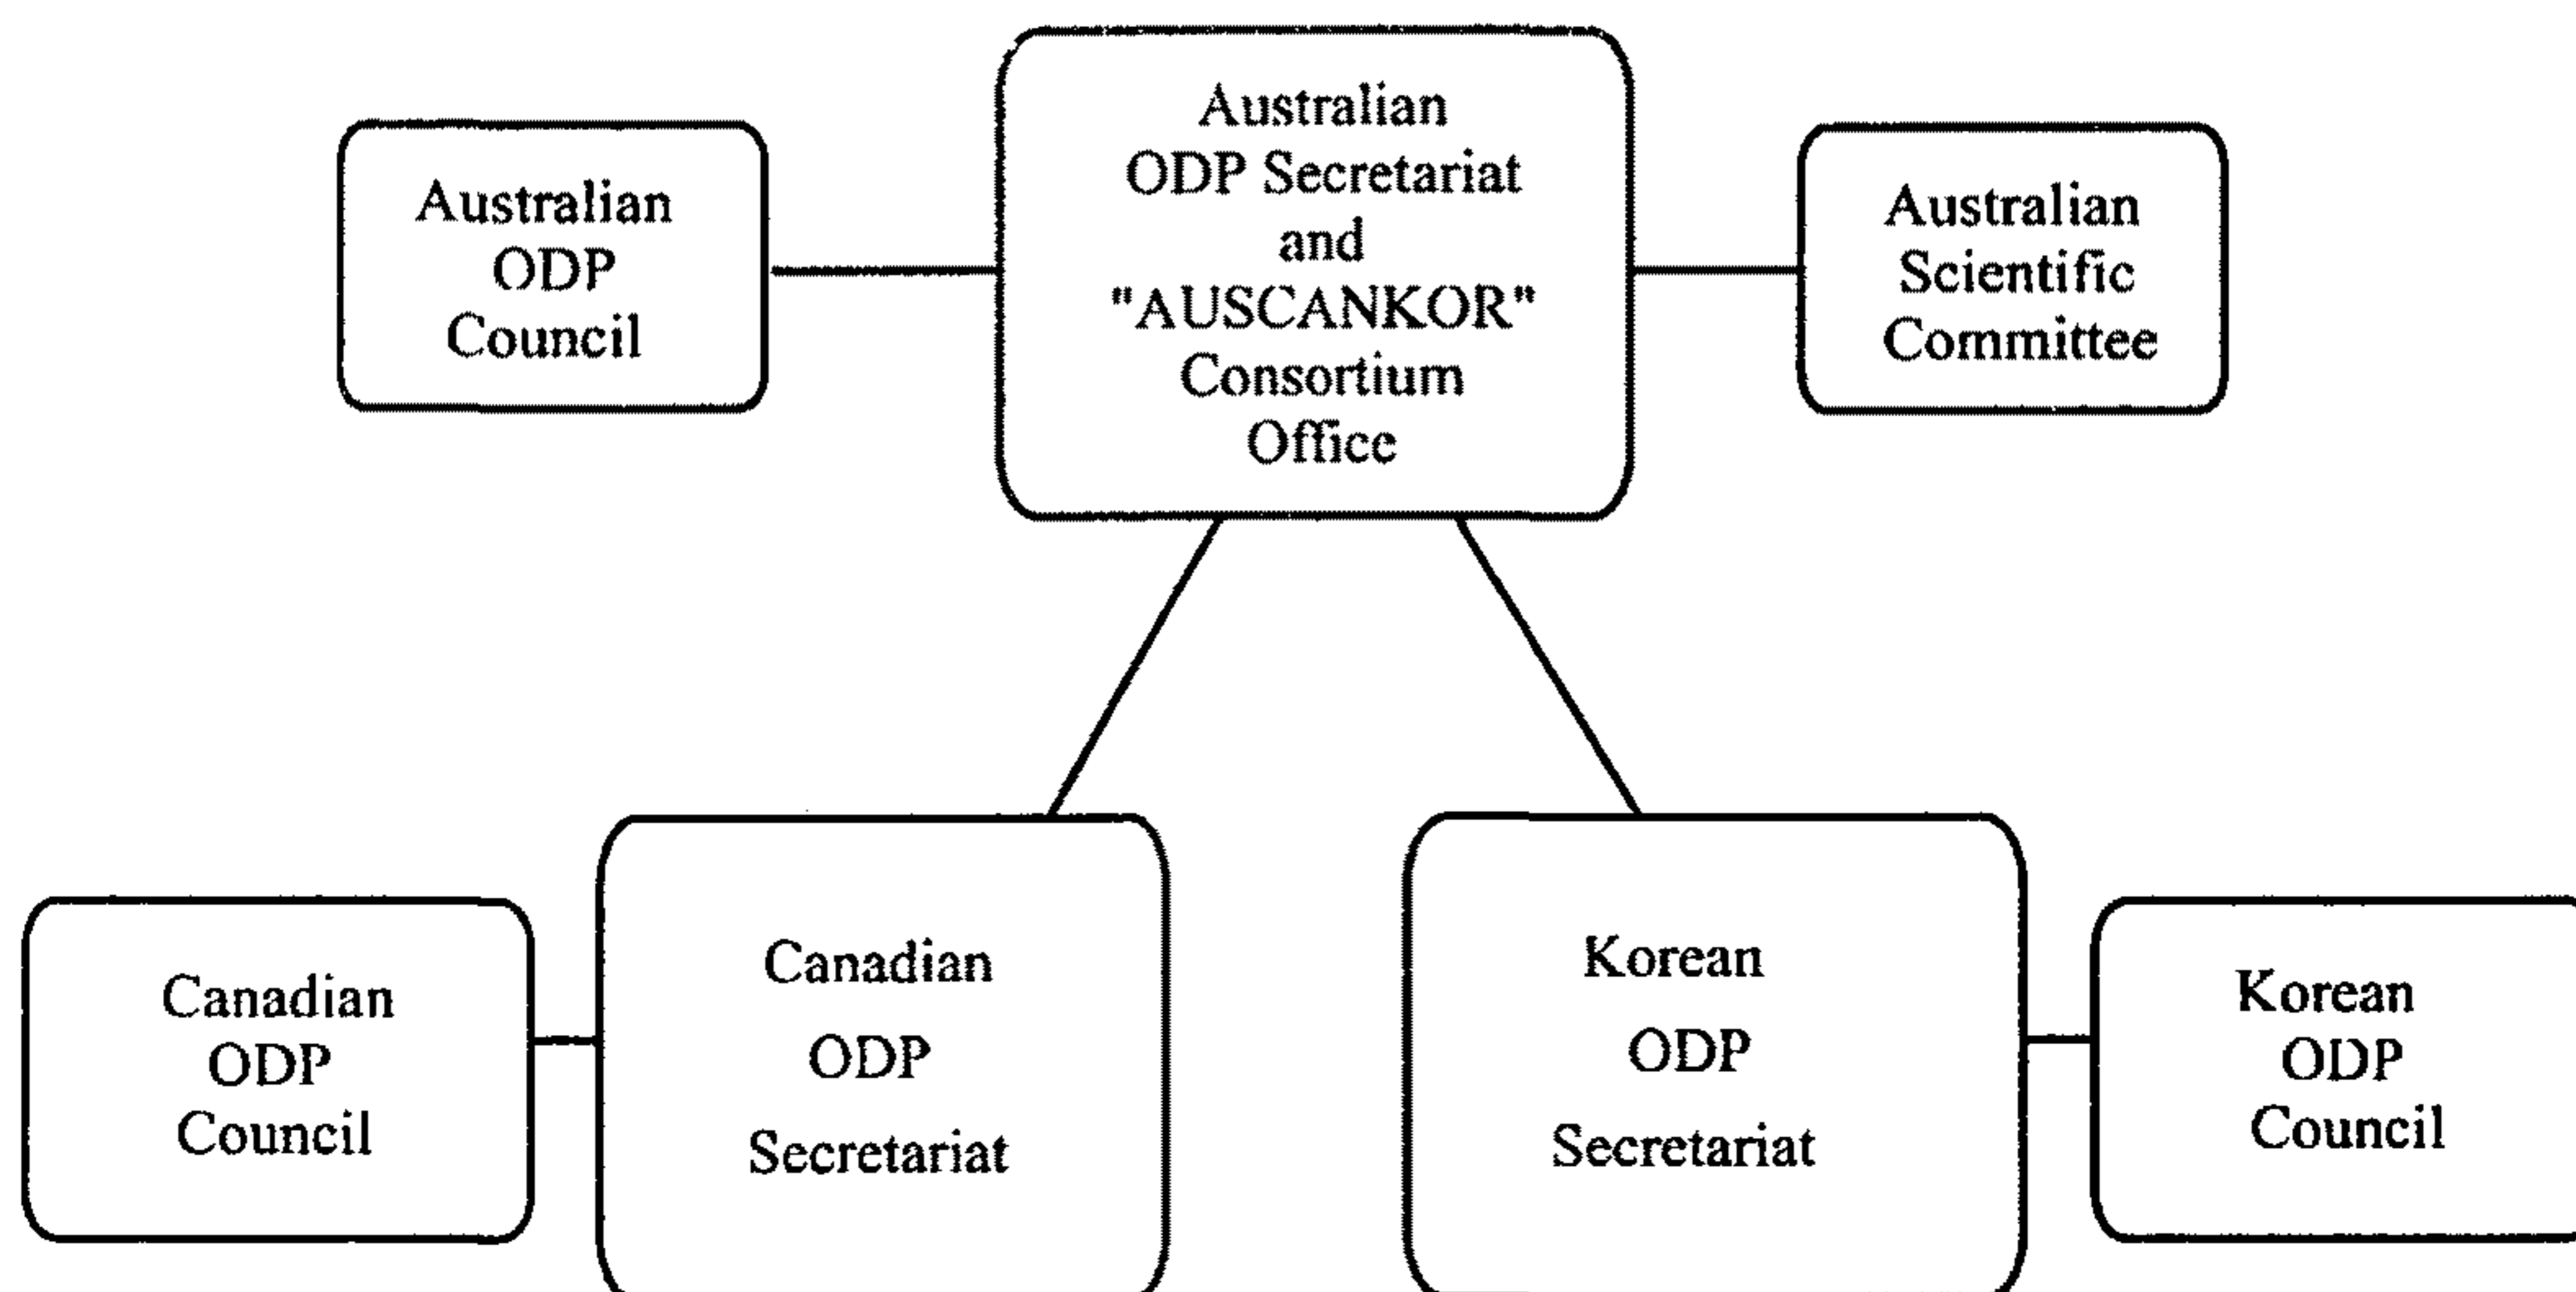 Australian
ODP Secretariat
and
"AUSCANKOR"
Consortium
Office
Australian
ODP
Council
Australian
Scientific
Committee
Canadian
ODP
Council
Canadian
ODP
Secretariat
Korean
ODP
Secretariat
Korean
ODP
Council